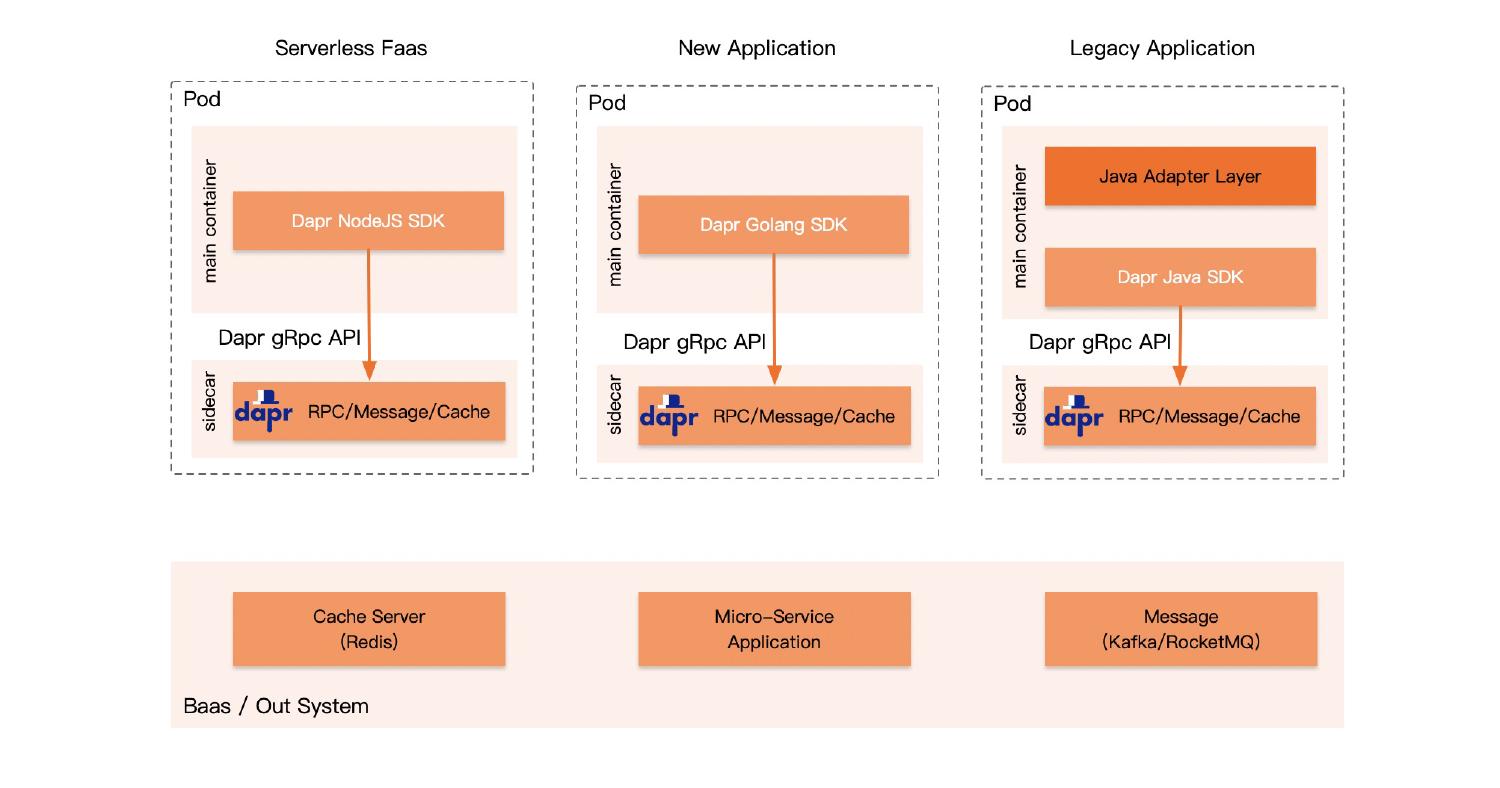 Serverless Faas
Pod
main container
Dapr NodeJS SDK
Dapr gRpc API
sidecar
dapr
RPC/Message/Cache
New Application
Pod
main container
Dapr Golang SDK
Dapr gRpc API
sidecar
dapr
RPC/Message/Cache
Legacy Application
Pod
main container
Java Adapter Layer
Dapr Java SDK
Dapr gRpc API
sidecar
dapr
RPC/Message/Cache
Cache Server
(Redis)
Micro-Service
Application
Message
(Kafka/RocketMQ)
Baas / Out System